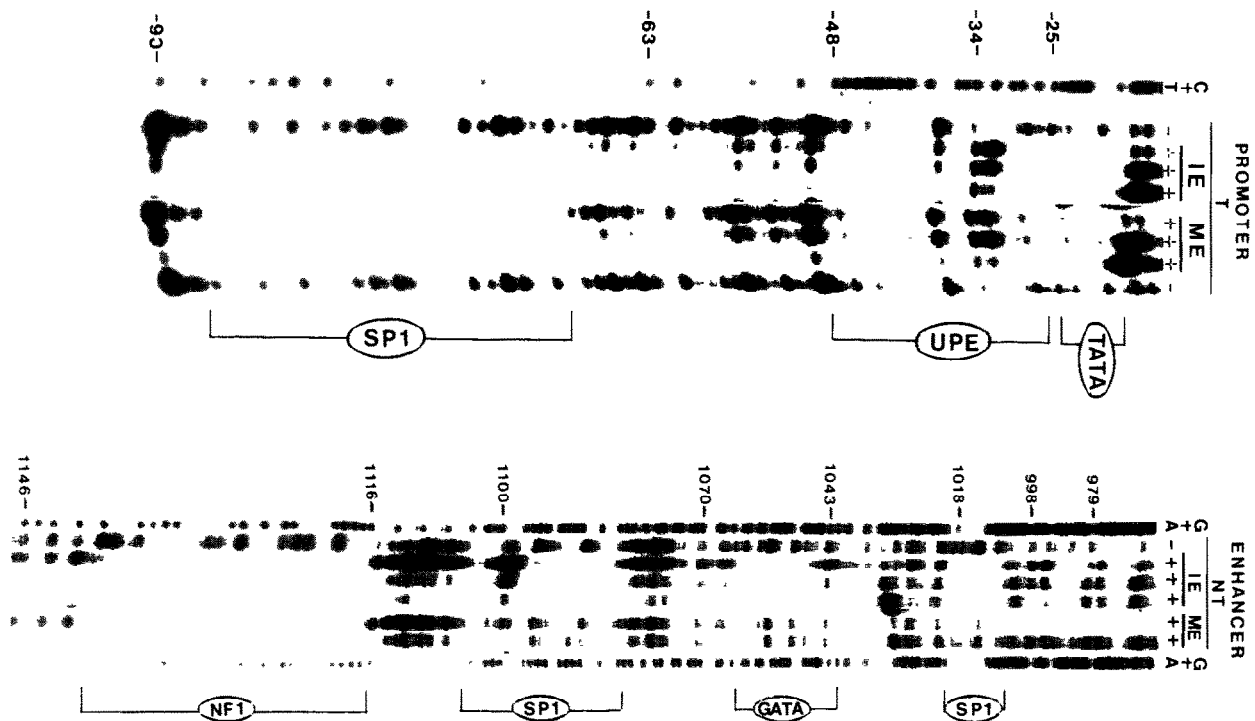 -90-
-63-
-48-
-34-
-25-
C+T
- - + + + + + -
IE
ME
T
PROMOTER
SP1
UPE
TATA
1146-
1116-
1100-
1070-
1043-
1018-
998-
979-
G+A
- + + + + +
IE
ME
G+A
NT
ENHANCER
NF1
SP1
GATA
SP1